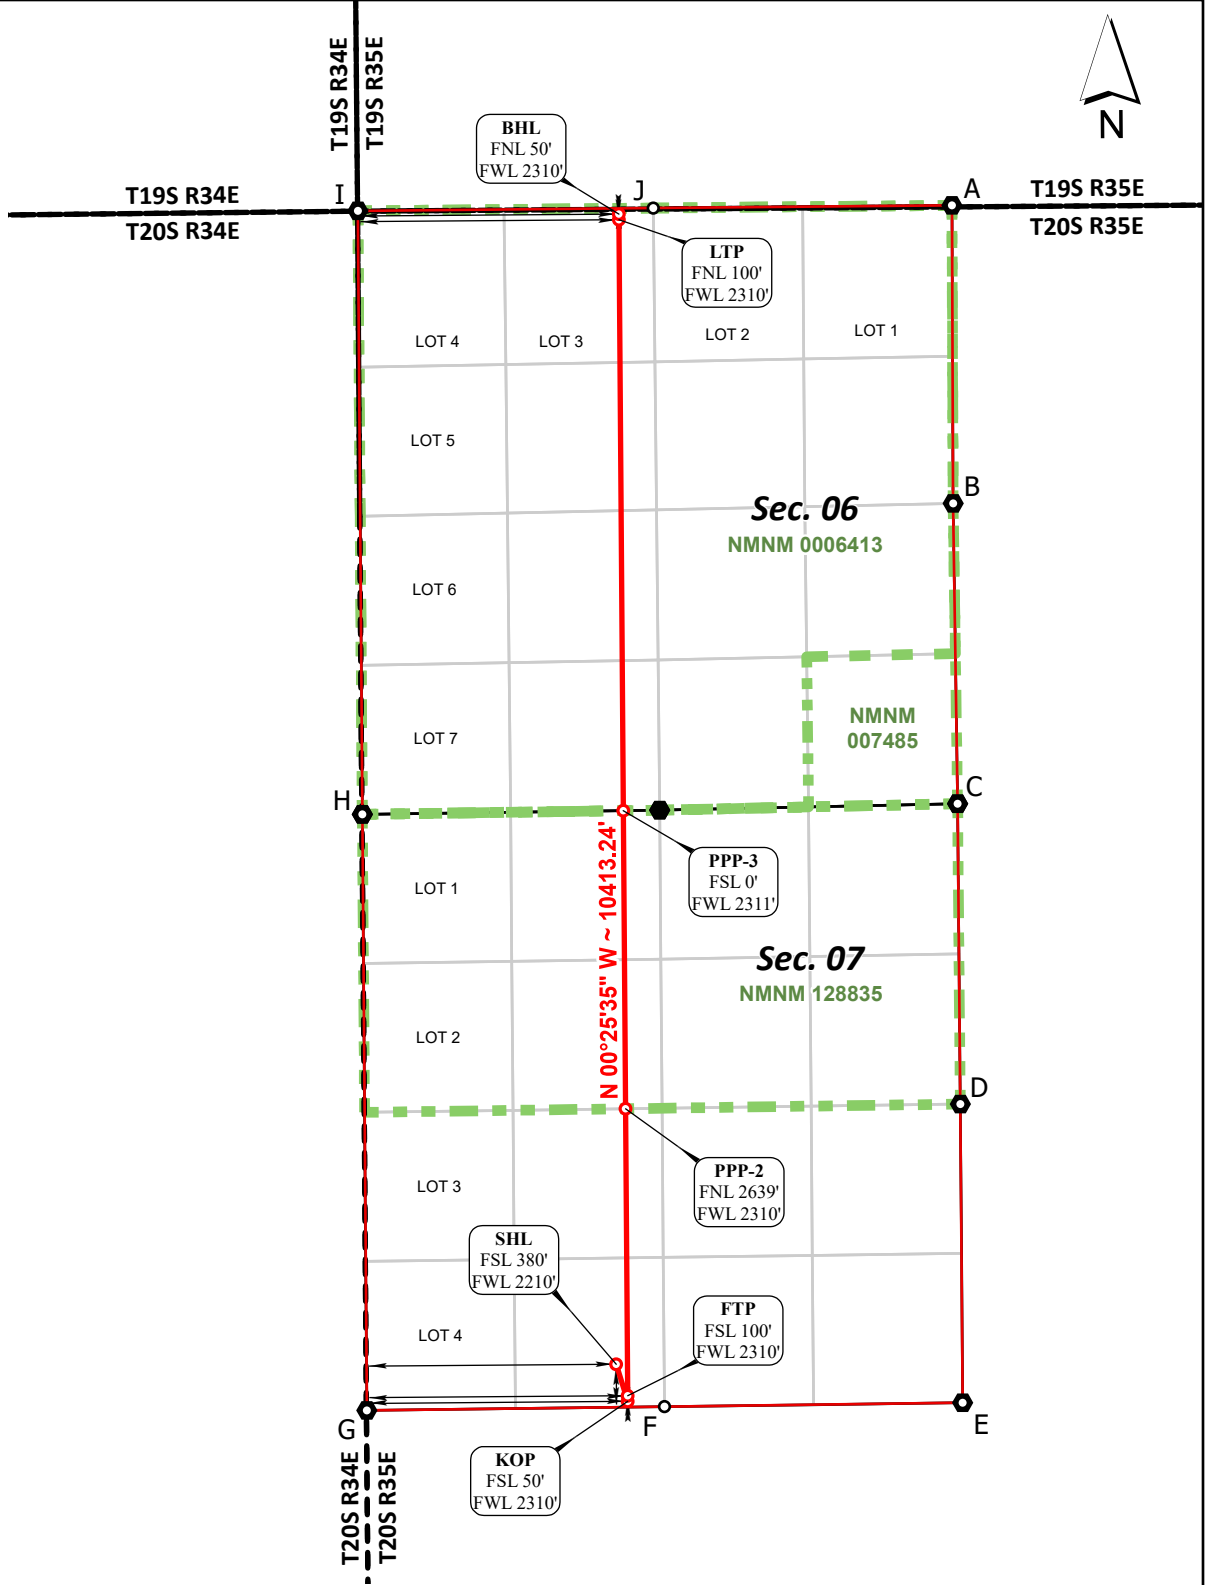 T19S R34E
T19S R35E
N
BHL
FNL 50'
FWL 2310'
I
J
A
T19S R34E
T20S R34E
T19S R35E
T20S R35E
LTP
FNL 100'
FWL 2310'
LOT 4
LOT 3
LOT 2
LOT 1
LOT 5
B
Sec. 06
NMNM 0006413
LOT 6
NMNM
007485
LOT 7
H
C
PPP-3
FSL 0'
FWL 2311'
LOT 1
N 00°25'35" W ~ 10413.24'
Sec. 07
NMNM 128835
LOT 2
D
PPP-2
FNL 2639'
FWL 2310'
LOT 3
SHL
FSL 380'
FWL 2210'
FTP
FSL 100'
FWL 2310'
LOT 4
G
F
E
KOP
FSL 50'
FWL 2310'
T20S R34E
T20S R35E